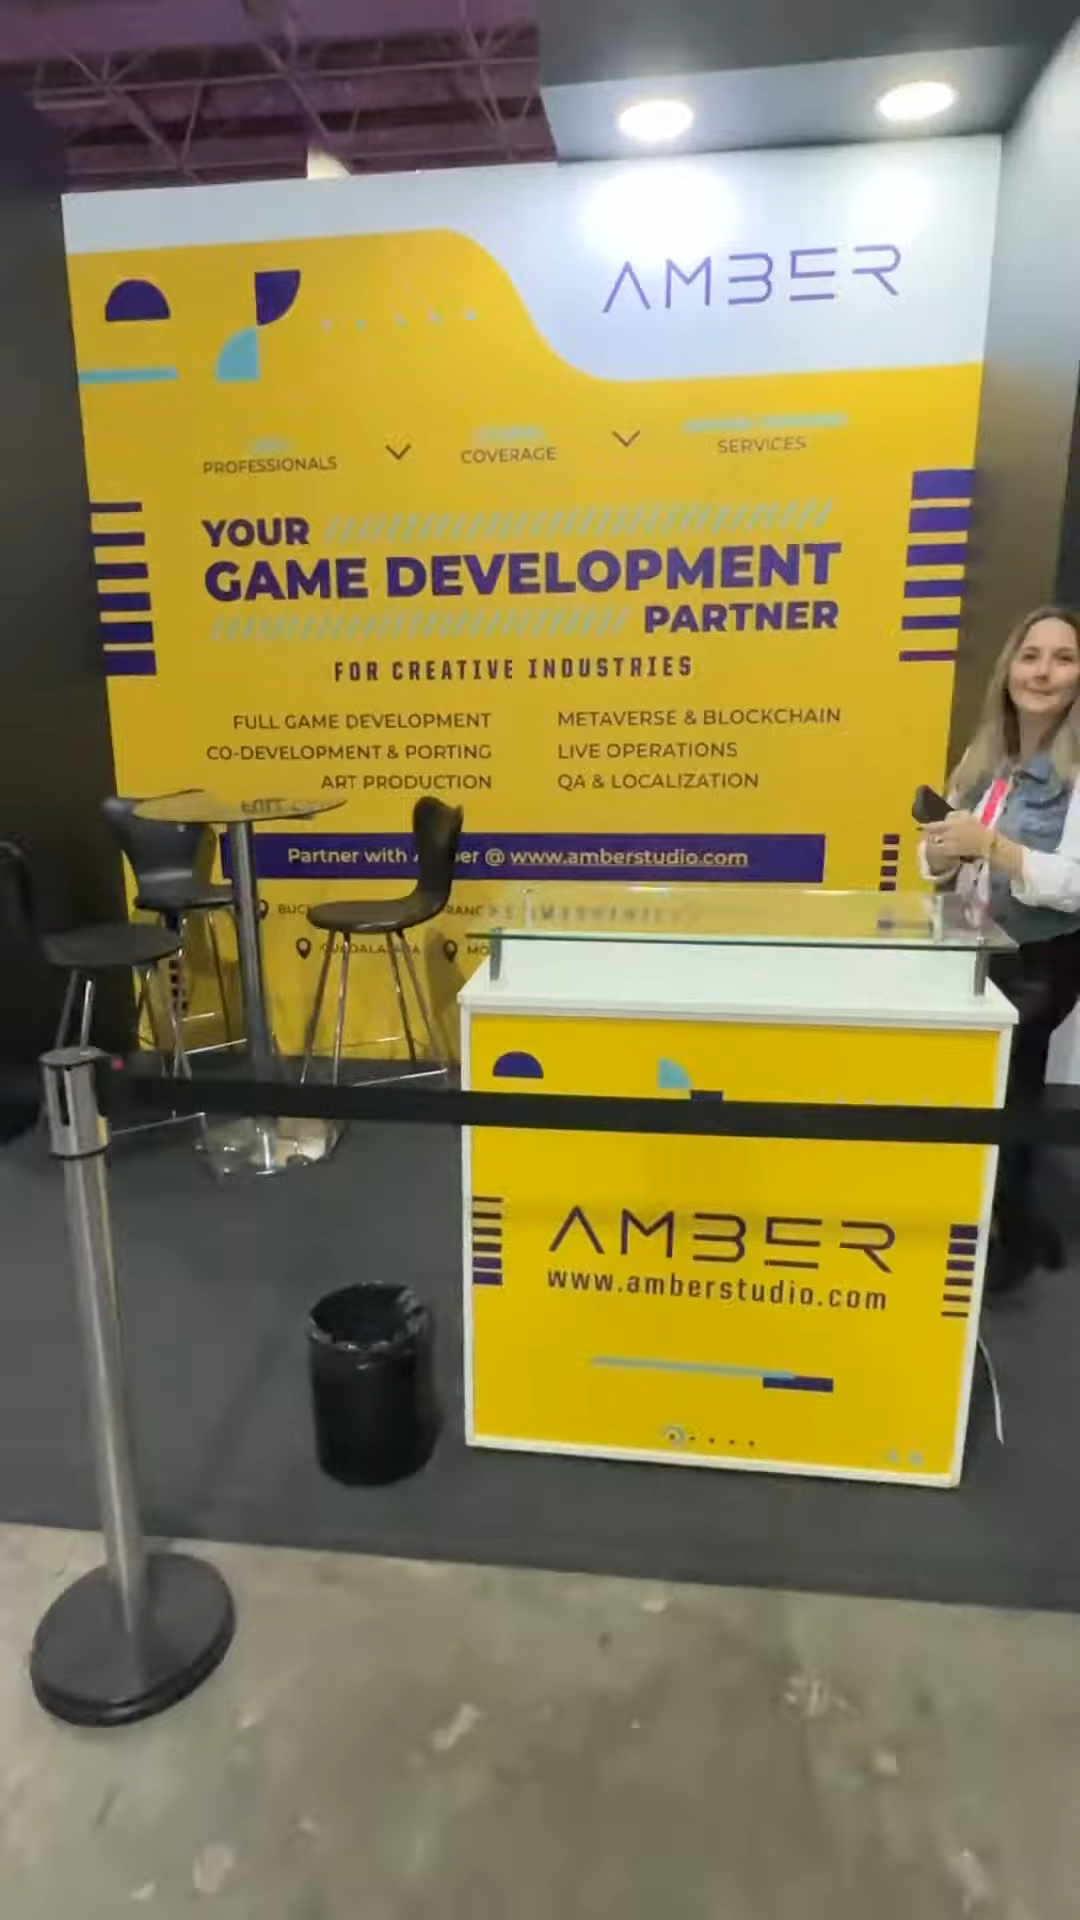 AMBER
PROFESSIONALS
COVERAGE
SERVICES
YOUR
GAME DEVELOPMENT
PARTNER
FOR CREATIVE INDUSTRIES
FULL GAME DEVELOPMENT
METAVERSE & BLOCKCHAIN
CO-DEVELOPMENT & PORTING
LIVE OPERATIONS
ART PRODUCTION
QA & LOCALIZATION
Partner with @ www.amberstudio.com
AMBER
www.amberstudio.com